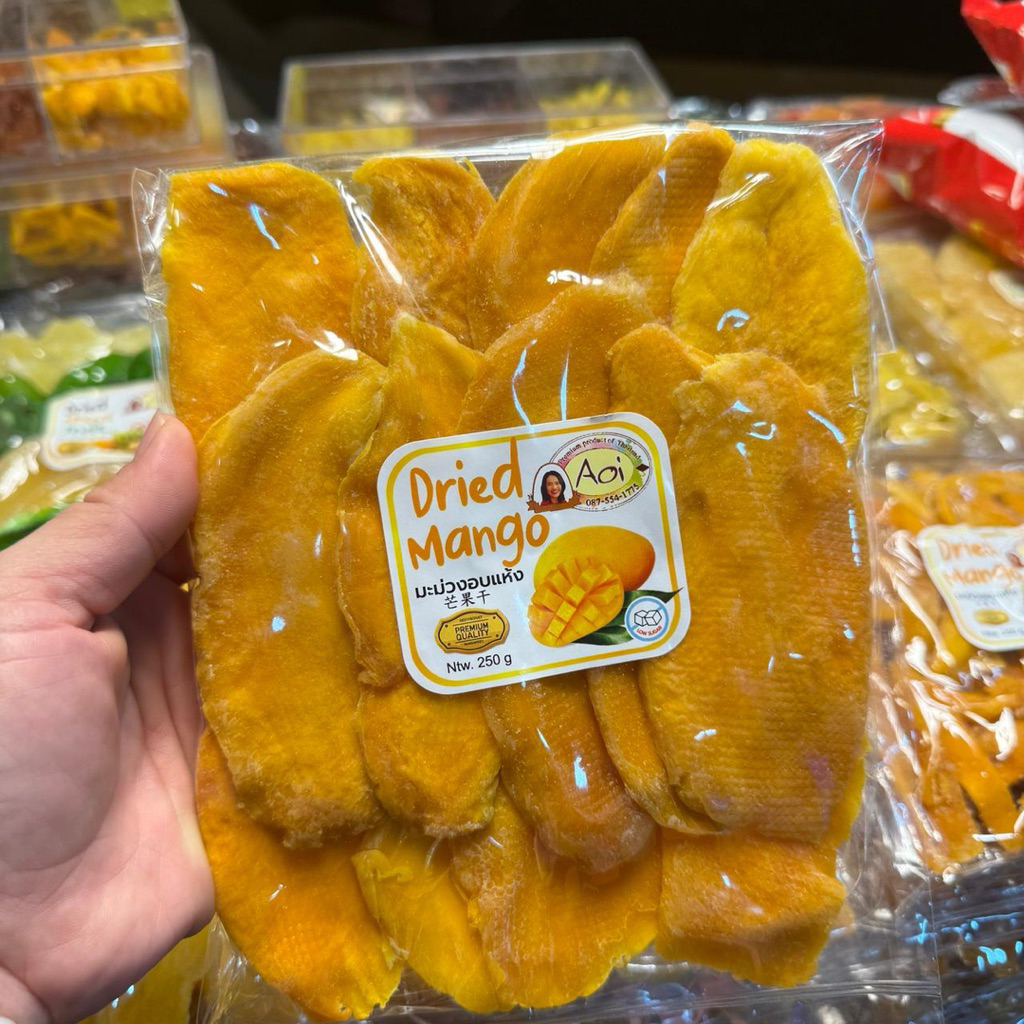 Dried
Mango
Premium product of Thailand
Aoi
087-554-1775
มะม่วงอบแห้ง
芒果干
PREMIUM
QUALITY
LOW SUGAR
Ntw. 250 g
Dried
Dried
Mango